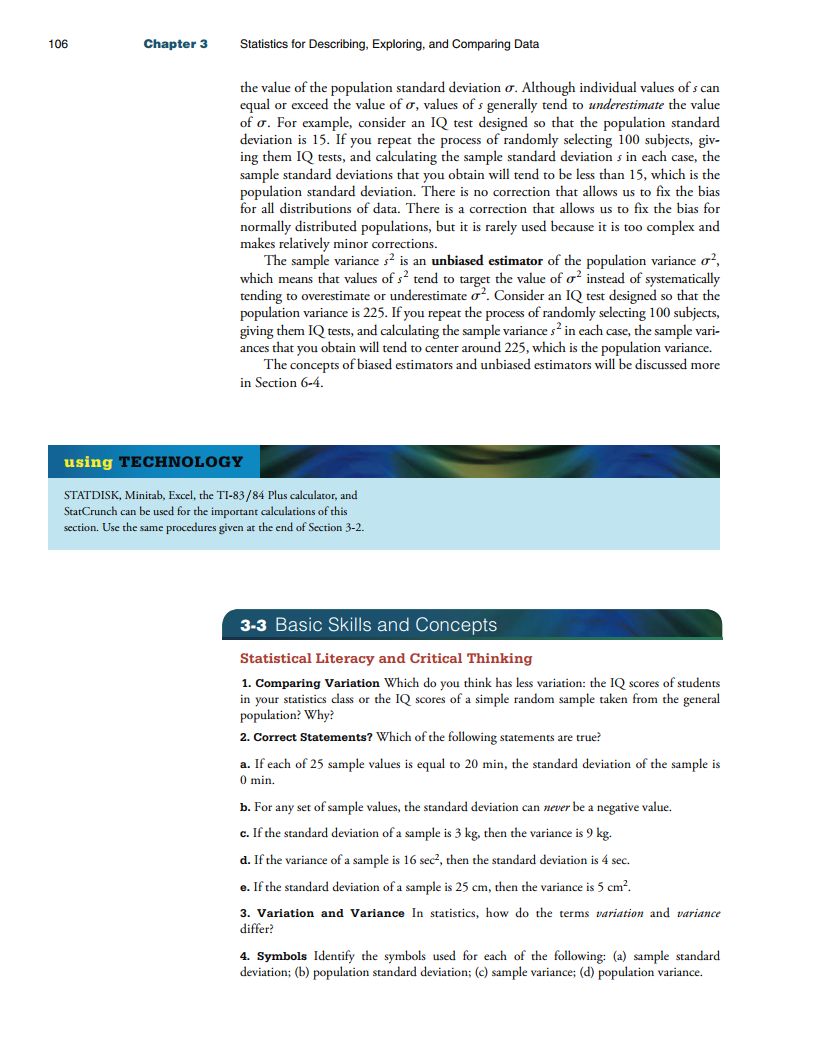 106 Chapter 3 Statistics for Describing, Exploring, and Comparing Data
the value of the population standard deviation σ. Although individual values of s can
equal or exceed the value of σ, values of s generally tend to underestimate the value
of σ. For example, consider an IQ test designed so that the population standard
deviation is 15. If you repeat the process of randomly selecting 100 subjects, giv-
ing them IQ tests, and calculating the sample standard deviation s in each case, the
sample standard deviations that you obtain will tend to be less than 15, which is the
population standard deviation. There is no correction that allows us to fix the bias
for all distributions of data. There is a correction that allows us to fix the bias for
normally distributed populations, but it is rarely used because it is too complex and
makes relatively minor corrections.
The sample variance s² is an unbiased estimator of the population variance σ²,
which means that values of s² tend to target the value of σ² instead of systematically
tending to overestimate or underestimate σ². Consider an IQ test designed so that the
population variance is 225. If you repeat the process of randomly selecting 100 subjects,
giving them IQ tests, and calculating the sample variance s² in each case, the sample vari-
ances that you obtain will tend to center around 225, which is the population variance.
The concepts of biased estimators and unbiased estimators will be discussed more
in Section 6-4.
using TECHNOLOGY
STATDISK, Minitab, Excel, the TI-83/84 Plus calculator, and
StatCrunch can be used for the important calculations of this
section. Use the same procedures given at the end of Section 3-2.
3-3 Basic Skills and Concepts
Statistical Literacy and Critical Thinking
1. Comparing Variation Which do you think has less variation: the IQ scores of students
in your statistics class or the IQ scores of a simple random sample taken from the general
population? Why?
2. Correct Statements? Which of the following statements are true?
a. If each of 25 sample values is equal to 20 min, the standard deviation of the sample is
0 min.
b. For any set of sample values, the standard deviation can never be a negative value.
c. If the standard deviation of a sample is 3 kg, then the variance is 9 kg.
d. If the variance of a sample is 16 sec², then the standard deviation is 4 sec.
e. If the standard deviation of a sample is 25 cm, then the variance is 5 cm².
3. Variation and Variance In statistics, how do the terms variation and variance
differ?
4. Symbols Identify the symbols used for each of the following: (a) sample standard
deviation; (b) population standard deviation; (c) sample variance; (d) population variance.